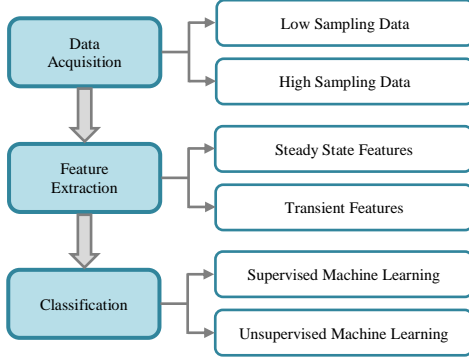 Data
Acquisition
Low Sampling Data
High Sampling Data
Feature
Extraction
Steady State Features
Transient Features
Classification
Supervised Machine Learning
Unsupervised Machine Learning